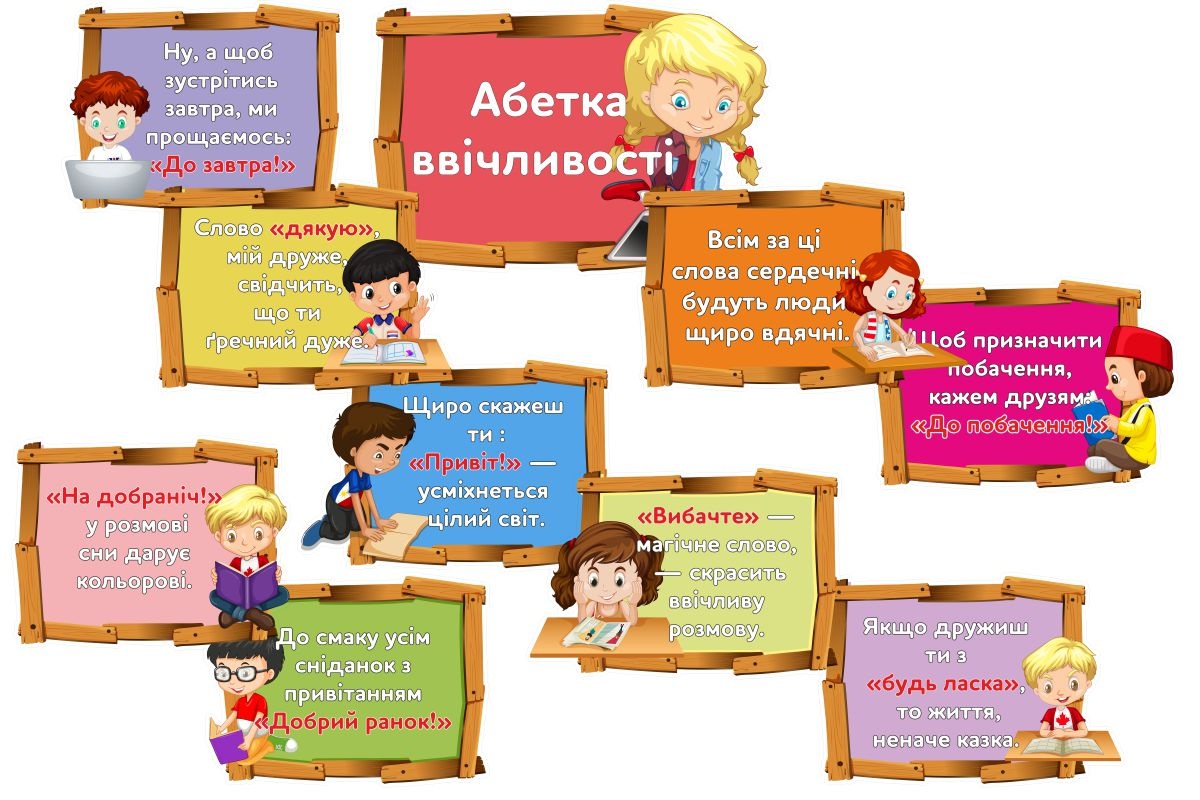 Ну, а щоб
зустрітись
завтра, ми
прощаємось:
«До завтра!»
Абетка
ввічливості
Слово «дякую»,
мій друже,
свідчить,
що ти
ґречний дуже.
Всім за ці
слова сердечні
будуть люди
щиро вдячні.
Щоб призначити
побачення,
кажем друзям:
«До побачення!»
Щиро скажеш
ти :
«Привіт!» —
усміхнеться
цілий світ.
«На добраніч!»
у розмові
сни дарує
кольорові.
«Вибачте» —
магічне слово,
— скрасить
ввічливу
розмову.
До смаку усім
сніданок з
привітанням
«Добрий ранок!»
Якщо дружиш
ти з
«будь ласка»,
то життя,
неначе казка.